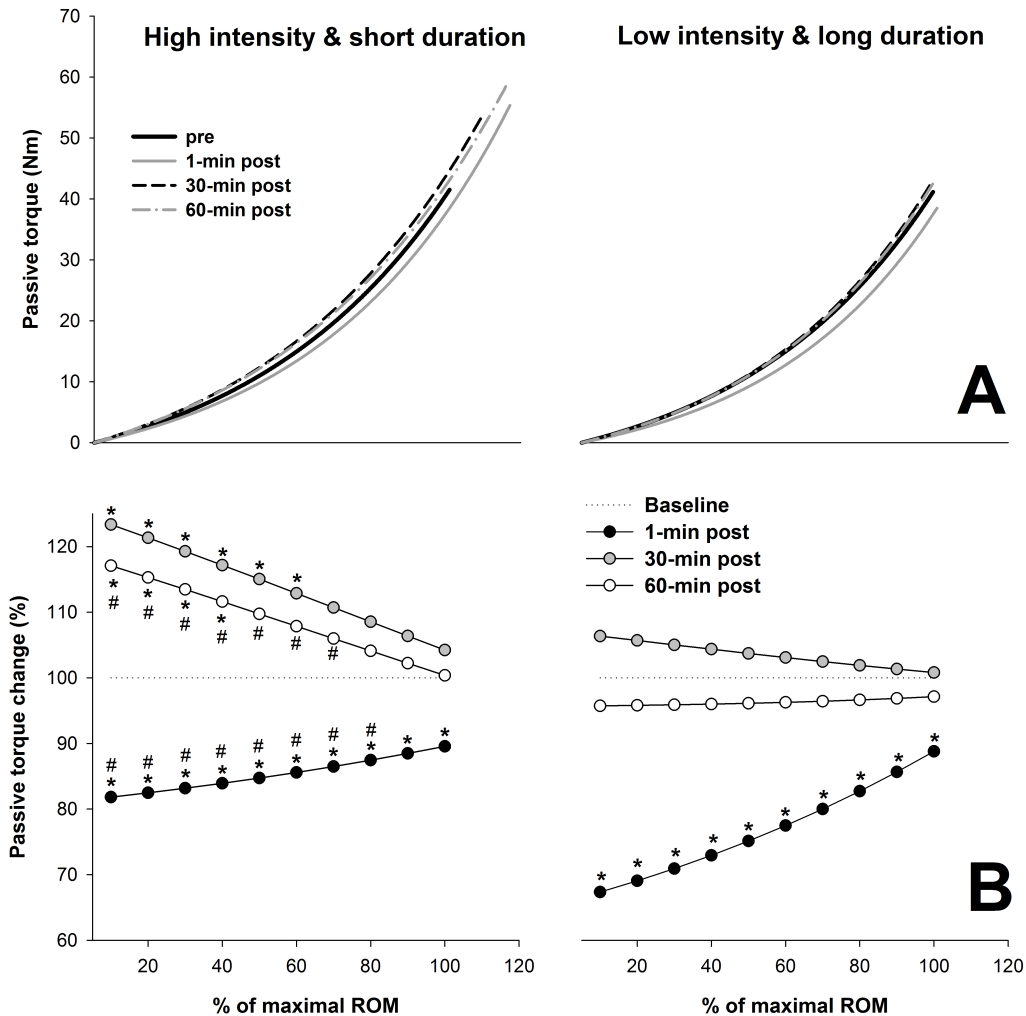 High intensity & short duration
Low intensity & long duration
70
60
50
40
30
20
10
0
Passive torque (Nm)
pre
1-min post
30-min post
60-min post
A
Baseline
1-min post
30-min post
60-min post
120
110
100
90
80
70
60
Passive torque change (%)
* * * * * *
* * * *
# # # # # # #
# # # # # # # #
* * * * * * * * * *
* * * * * * * * * *
B
20 40 60 80 100 120
20 40 60 80 100 120
% of maximal ROM
% of maximal ROM